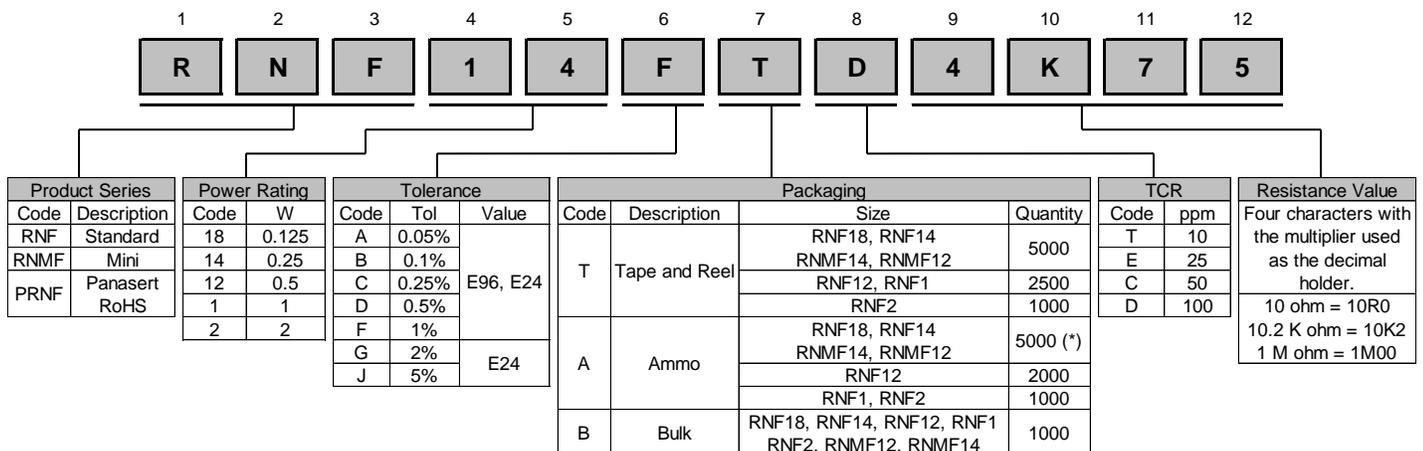 1 2 3 4 5 6 7 8 9 10 11 12
R N F 1 4 F T D 4 K 7 5
Product Series
Code Description
RNF Standard
RNMF Mini
PRNF Panasert
RoHS
Power Rating
Code W
18 0.125
14 0.25
12 0.5
1 1
2 2
Tolerance
Code Tol Value
A 0.05%
B 0.1%
C 0.25% E96, E24
D 0.5%
F 1%
G 2% E24
J 5%
Packaging
Code Description Size Quantity
T Tape and Reel RNF18, RNF14
RNMF14, RNMF12 5000
RNF12, RNF1 2500
RNF2 1000
A Ammo RNF18, RNF14
RNMF14, RNMF12 5000 (*)
RNF12 2000
RNF1, RNF2 1000
B Bulk RNF18, RNF14, RNF12, RNF1
RNF2, RNMF12, RNMF14 1000
TCR
Code ppm
T 10
E 25
C 50
D 100
Resistance Value
Four characters with
the multiplier used
as the decimal
holder.
10 ohm = 10R0
10.2 K ohm = 10K2
1 M ohm = 1M00